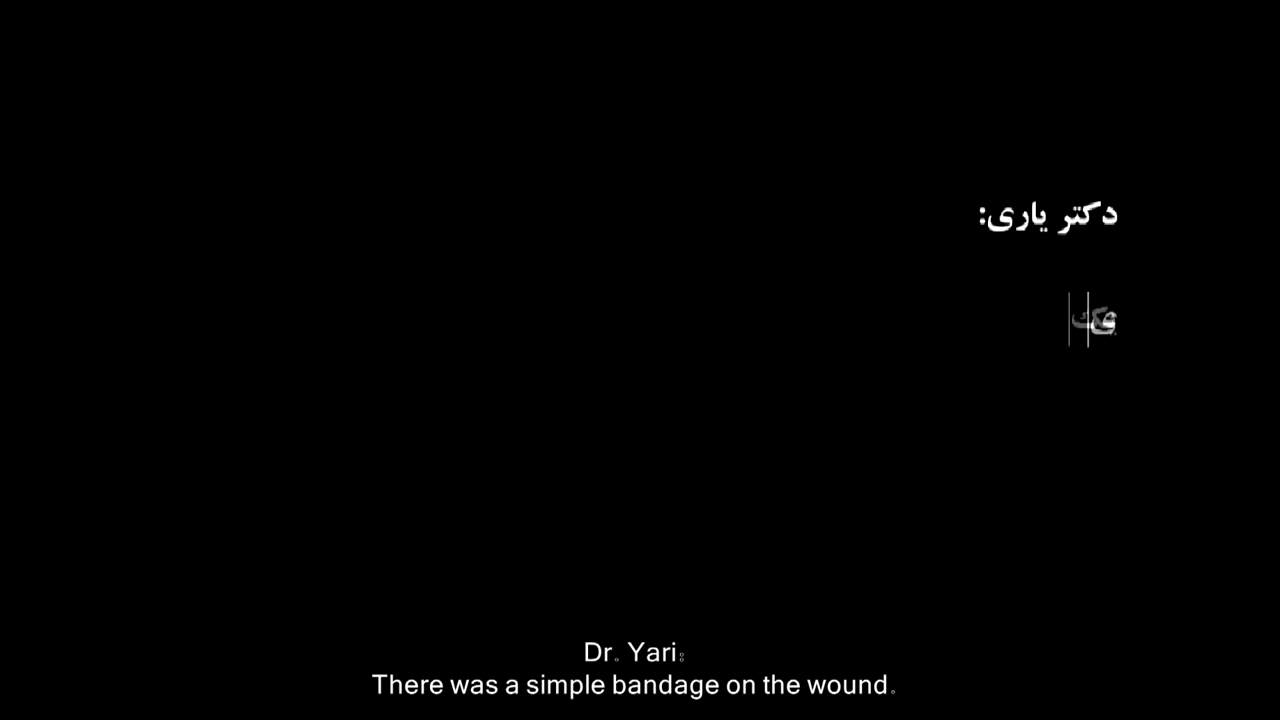 دکتر یاری:
Dr. Yari:
There was a simple bandage on the wound.